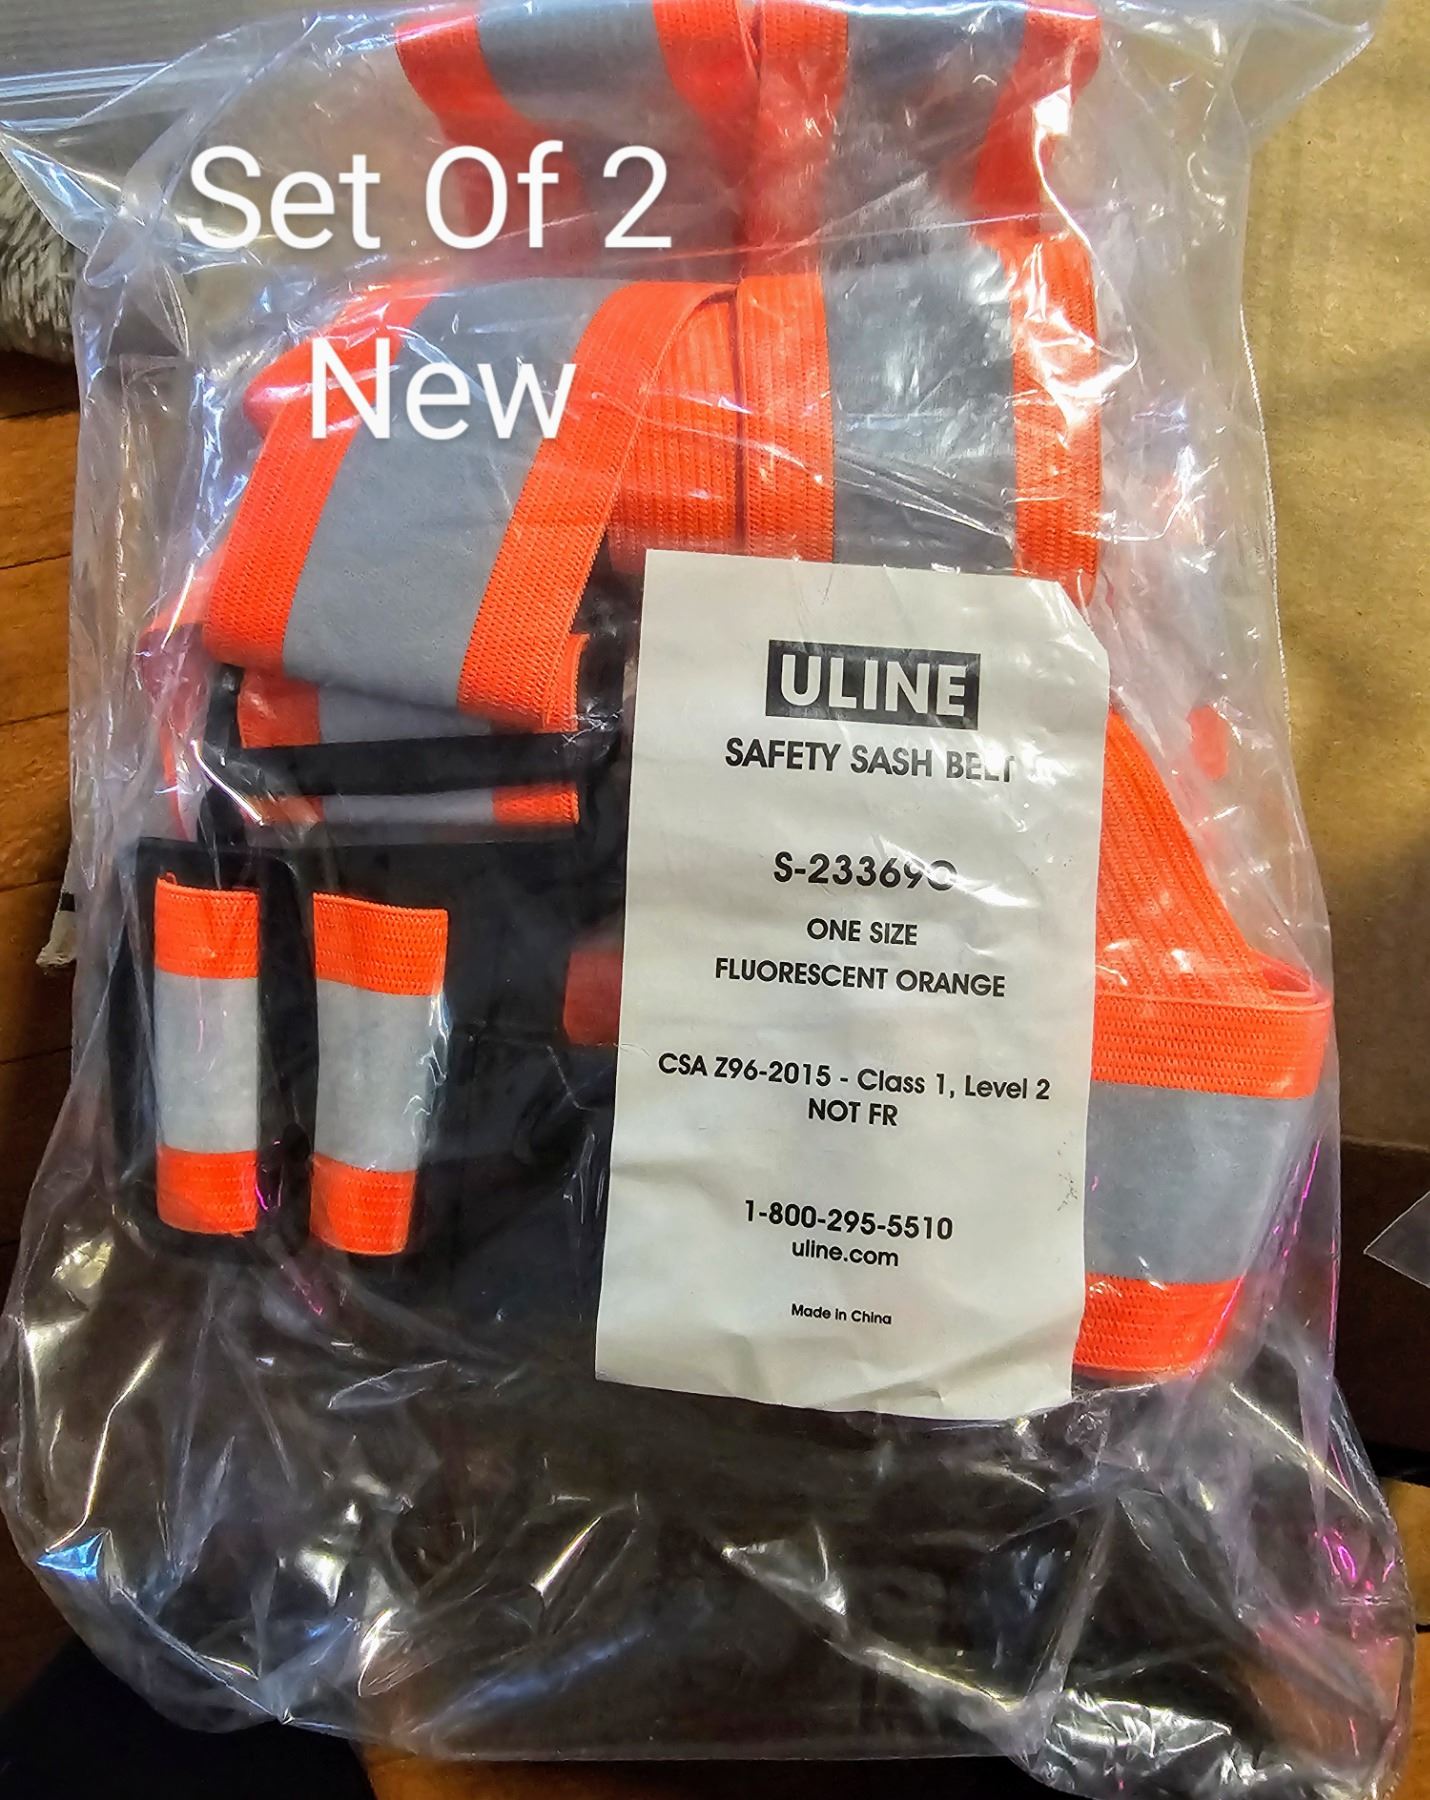 Set Of 2
New
ULINE
SAFETY SASH BELT
S-23369O
ONE SIZE
FLUORESCENT ORANGE
CSA Z96-2015 - Class 1, Level 2
NOT FR
1-800-295-5510
uline.com
Made in China